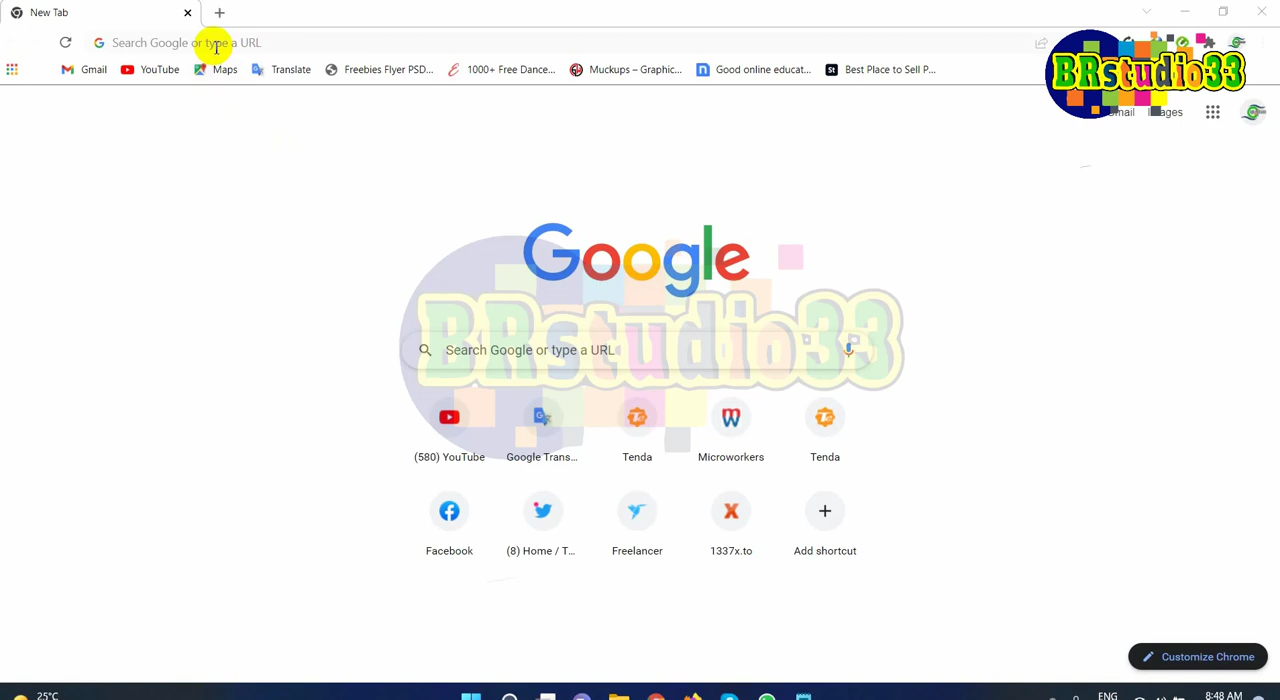 New Tab
Search Google or type a URL
Gmail YouTube Maps Translate Freebies Flyer PSD... 1000+ Free Dance... Muckups – Graphic... Good online educat... Best Place to Sell P...
BRstudio33
Google
BRstudio33
Search Google or type a URL
(580) YouTube Google Trans... Tenda Microworkers Tenda
Facebook (8) Home / T... Freelancer 1337x.to Add shortcut
Customize Chrome
25°C ENG 8:48 AM